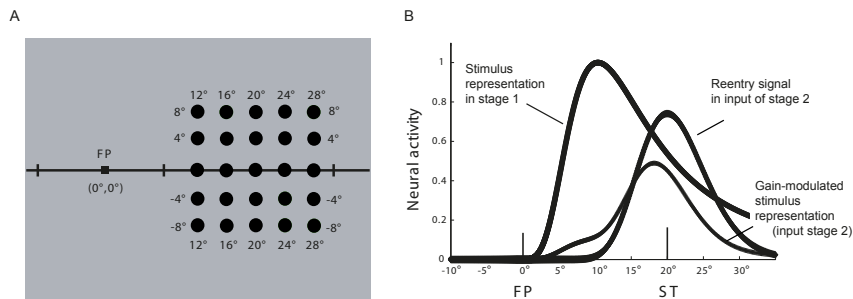 A
12° 16° 20° 24° 28°
8° 8°
4° 4°
FP
(0°,0°)
-4° -4°
-8° -8°
12° 16° 20° 24° 28°
B
Neural activity
1
0.8
0.6
0.4
0.2
0
Stimulus
representation
in stage 1
Reentry signal
in input of stage 2
Gain-modulated
stimulus
representation
(input stage 2)
-10° -5° 0° 5° 10° 15° 20° 25° 30°
FP ST